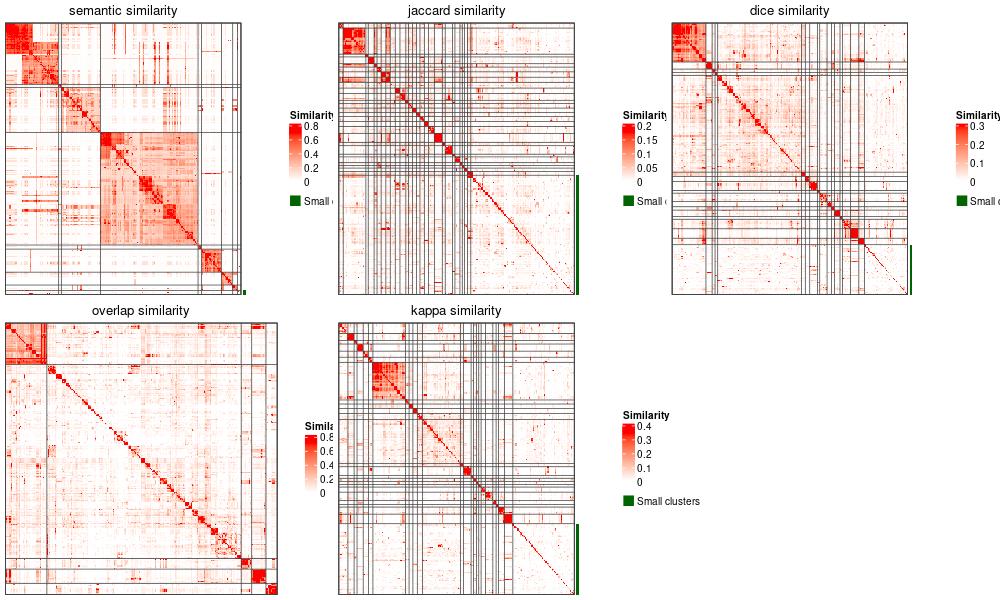 semantic similarity
Similarity
0.8
0.6
0.4
0.2
0
Small
jaccard similarity
Similarity
0.2
0.15
0.1
0.05
0
Small
dice similarity
Similarity
0.3
0.2
0.1
0
Small
overlap similarity
0.6
0.4
0.2
0
kappa similarity
Similarity
0.4
0.3
0.2
0.1
0
Small clusters